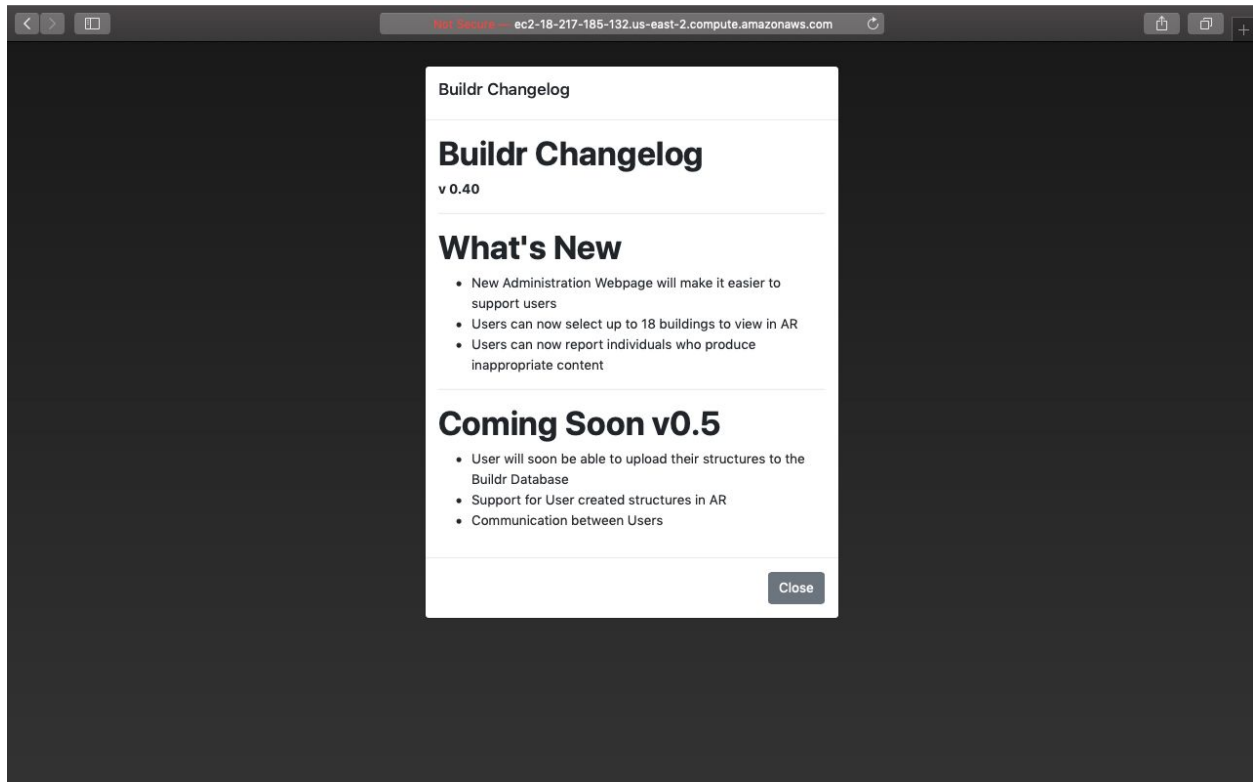 Not Secure — ec2-18-217-185-132.us-east-2.compute.amazonaws.com
Buildr Changelog
Buildr Changelog
v 0.40
What's New
New Administration Webpage will make it easier to
support users
Users can now select up to 18 buildings to view in AR
Users can now report individuals who produce
inappropriate content
Coming Soon v0.5
User will soon be able to upload their structures to the
Buildr Database
Support for User created structures in AR
Communication between Users
Close